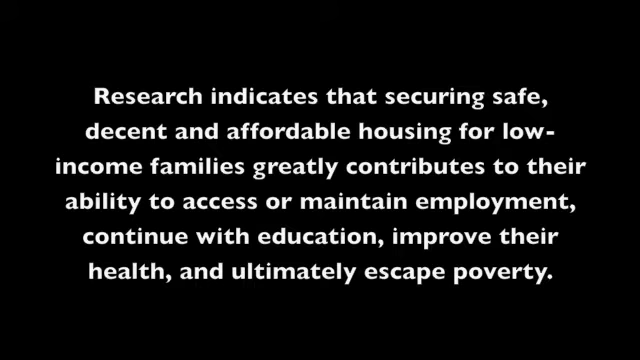 Research indicates that securing safe,
decent and affordable housing for low-
income families greatly contributes to their
ability to access or maintain employment,
continue with education, improve their
health, and ultimately escape poverty.